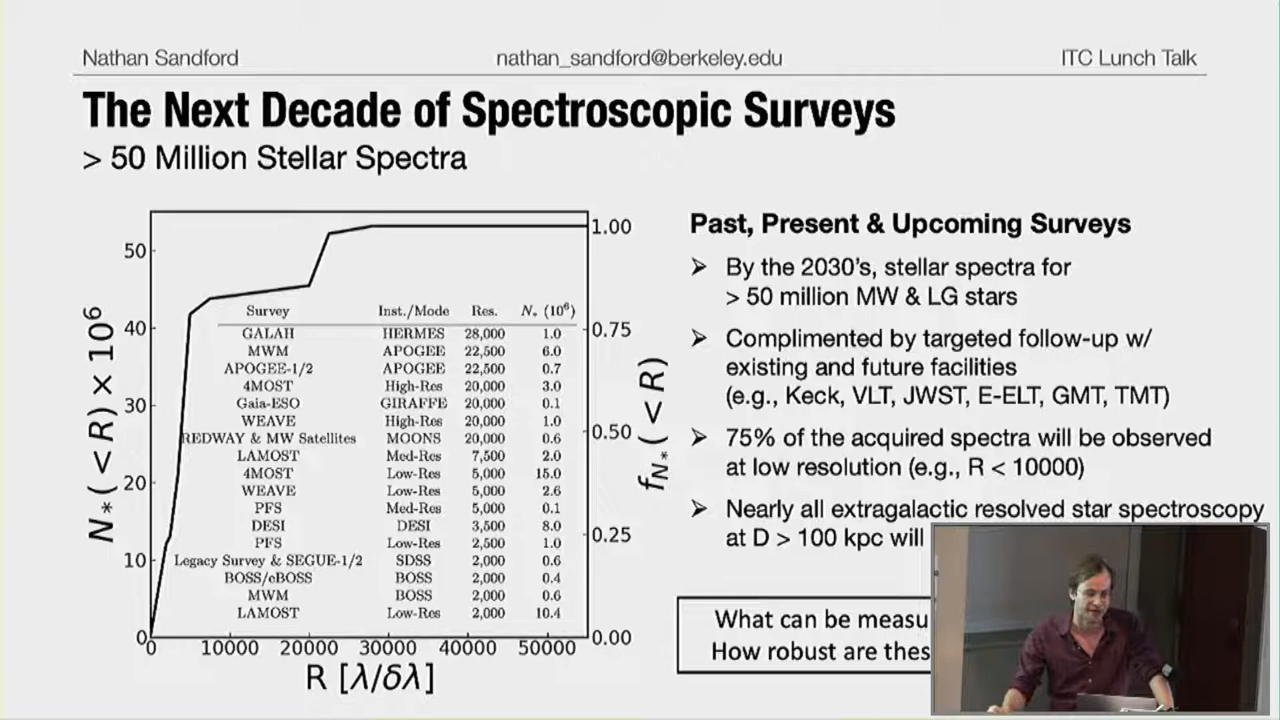 Nathan Sandford
nathan_sandford@berkeley.edu
ITC Lunch Talk
The Next Decade of Spectroscopic Surveys
> 50 Million Stellar Spectra
N*(< R) × 10⁶
50
40
30
20
10
0
Survey Inst./Mode Res. N* (10⁶)
GALAH HERMES 28,000 1.0
MWM APOGEE 22,500 6.0
APOGEE-1/2 APOGEE 22,500 0.7
4MOST High-Res 20,000 3.0
Gaia-ESO GIRAFFE 20,000 0.1
WEAVE High-Res 20,000 1.0
REDWAY & MW Satellites MOONS 20,000 0.6
LAMOST Med-Res 7,500 2.0
4MOST Low-Res 5,000 15.0
WEAVE Low-Res 5,000 2.6
PFS Med-Res 5,000 0.1
DESI DESI 3,500 8.0
PFS Low-Res 2,500 1.0
Legacy Survey & SEGUE-1/2 SDSS 2,000 0.6
BOSS/eBOSS BOSS 2,000 0.4
MWM BOSS 2,000 0.6
LAMOST Low-Res 2,000 10.4
1.00
0.75
0.50
0.25
0.00
f_N*(< R)
0 10000 20000 30000 40000 50000
R [λ/δλ]
Past, Present & Upcoming Surveys
➢ By the 2030's, stellar spectra for
> 50 million MW & LG stars
➢ Complimented by targeted follow-up w/
existing and future facilities
(e.g., Keck, VLT, JWST, E-ELT, GMT, TMT)
➢ 75% of the acquired spectra will be observed
at low resolution (e.g., R < 10000)
➢ Nearly all extragalactic resolved star spectroscopy
at D > 100 kpc will
What can be measu
How robust are thes